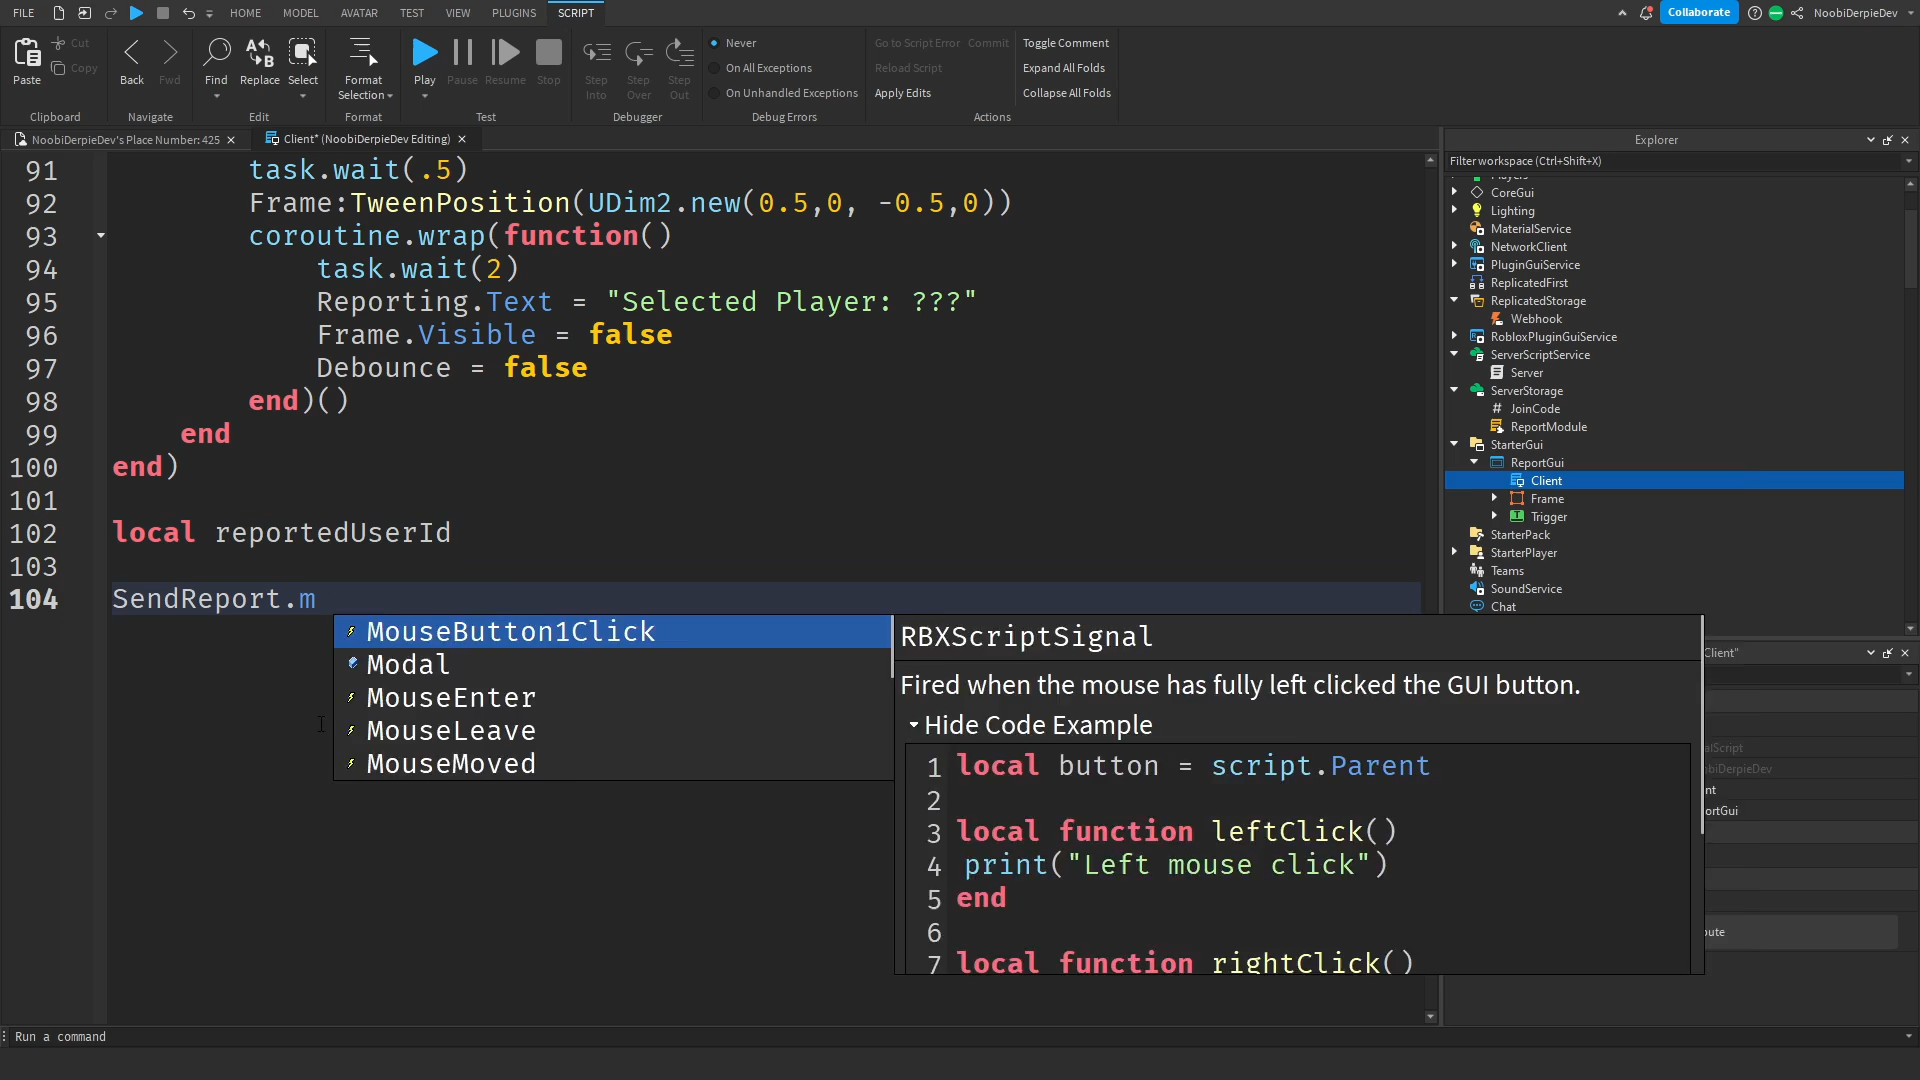 FILE HOME MODEL AVATAR TEST VIEW PLUGINS SCRIPT Collaborate NoobiDerpieDev
Paste Cut Copy
Back Fwd
Find Replace Select
Format Selection
Play Pause Resume Stop
Step Into Step Over Step Out
Never
On All Exceptions
On Unhandled Exceptions
Go to Script Error Commit
Reload Script
Apply Edits
Toggle Comment
Expand All Folds
Collapse All Folds
Clipboard Navigate Edit Format Test Debugger Debug Errors Actions
NoobiDerpieDev's Place Number: 425 Client* (NoobiDerpieDev Editing)
91 task.wait(.5)
92 Frame:TweenPosition(UDim2.new(0.5,0, -0.5,0))
93 coroutine.wrap(function()
94 task.wait(2)
95 Reporting.Text = "Selected Player: ???"
96 Frame.Visible = false
97 Debounce = false
98 end)()
99 end
100 end)
101
102 local reportedUserId
103
104 SendReport.m
MouseButton1Click
Modal
MouseEnter
MouseLeave
MouseMoved
RBXScriptSignal
Fired when the mouse has fully left clicked the GUI button.
Hide Code Example
1 local button = script.Parent
2
3 local function leftClick()
4 print("Left mouse click")
5 end
6
7 local function rightClick()
Explorer
Filter workspace (Ctrl+Shift+X)
Players
CoreGui
Lighting
MaterialService
NetworkClient
PluginGuiService
ReplicatedFirst
ReplicatedStorage
Webhook
RobloxPluginGuiService
ServerScriptService
Server
ServerStorage
# JoinCode
ReportModule
StarterGui
ReportGui
Client
Frame
Trigger
StarterPack
StarterPlayer
Teams
SoundService
Chat
Client"
alScript
biDerpieDev
nt
ortGui
bute
Run a command